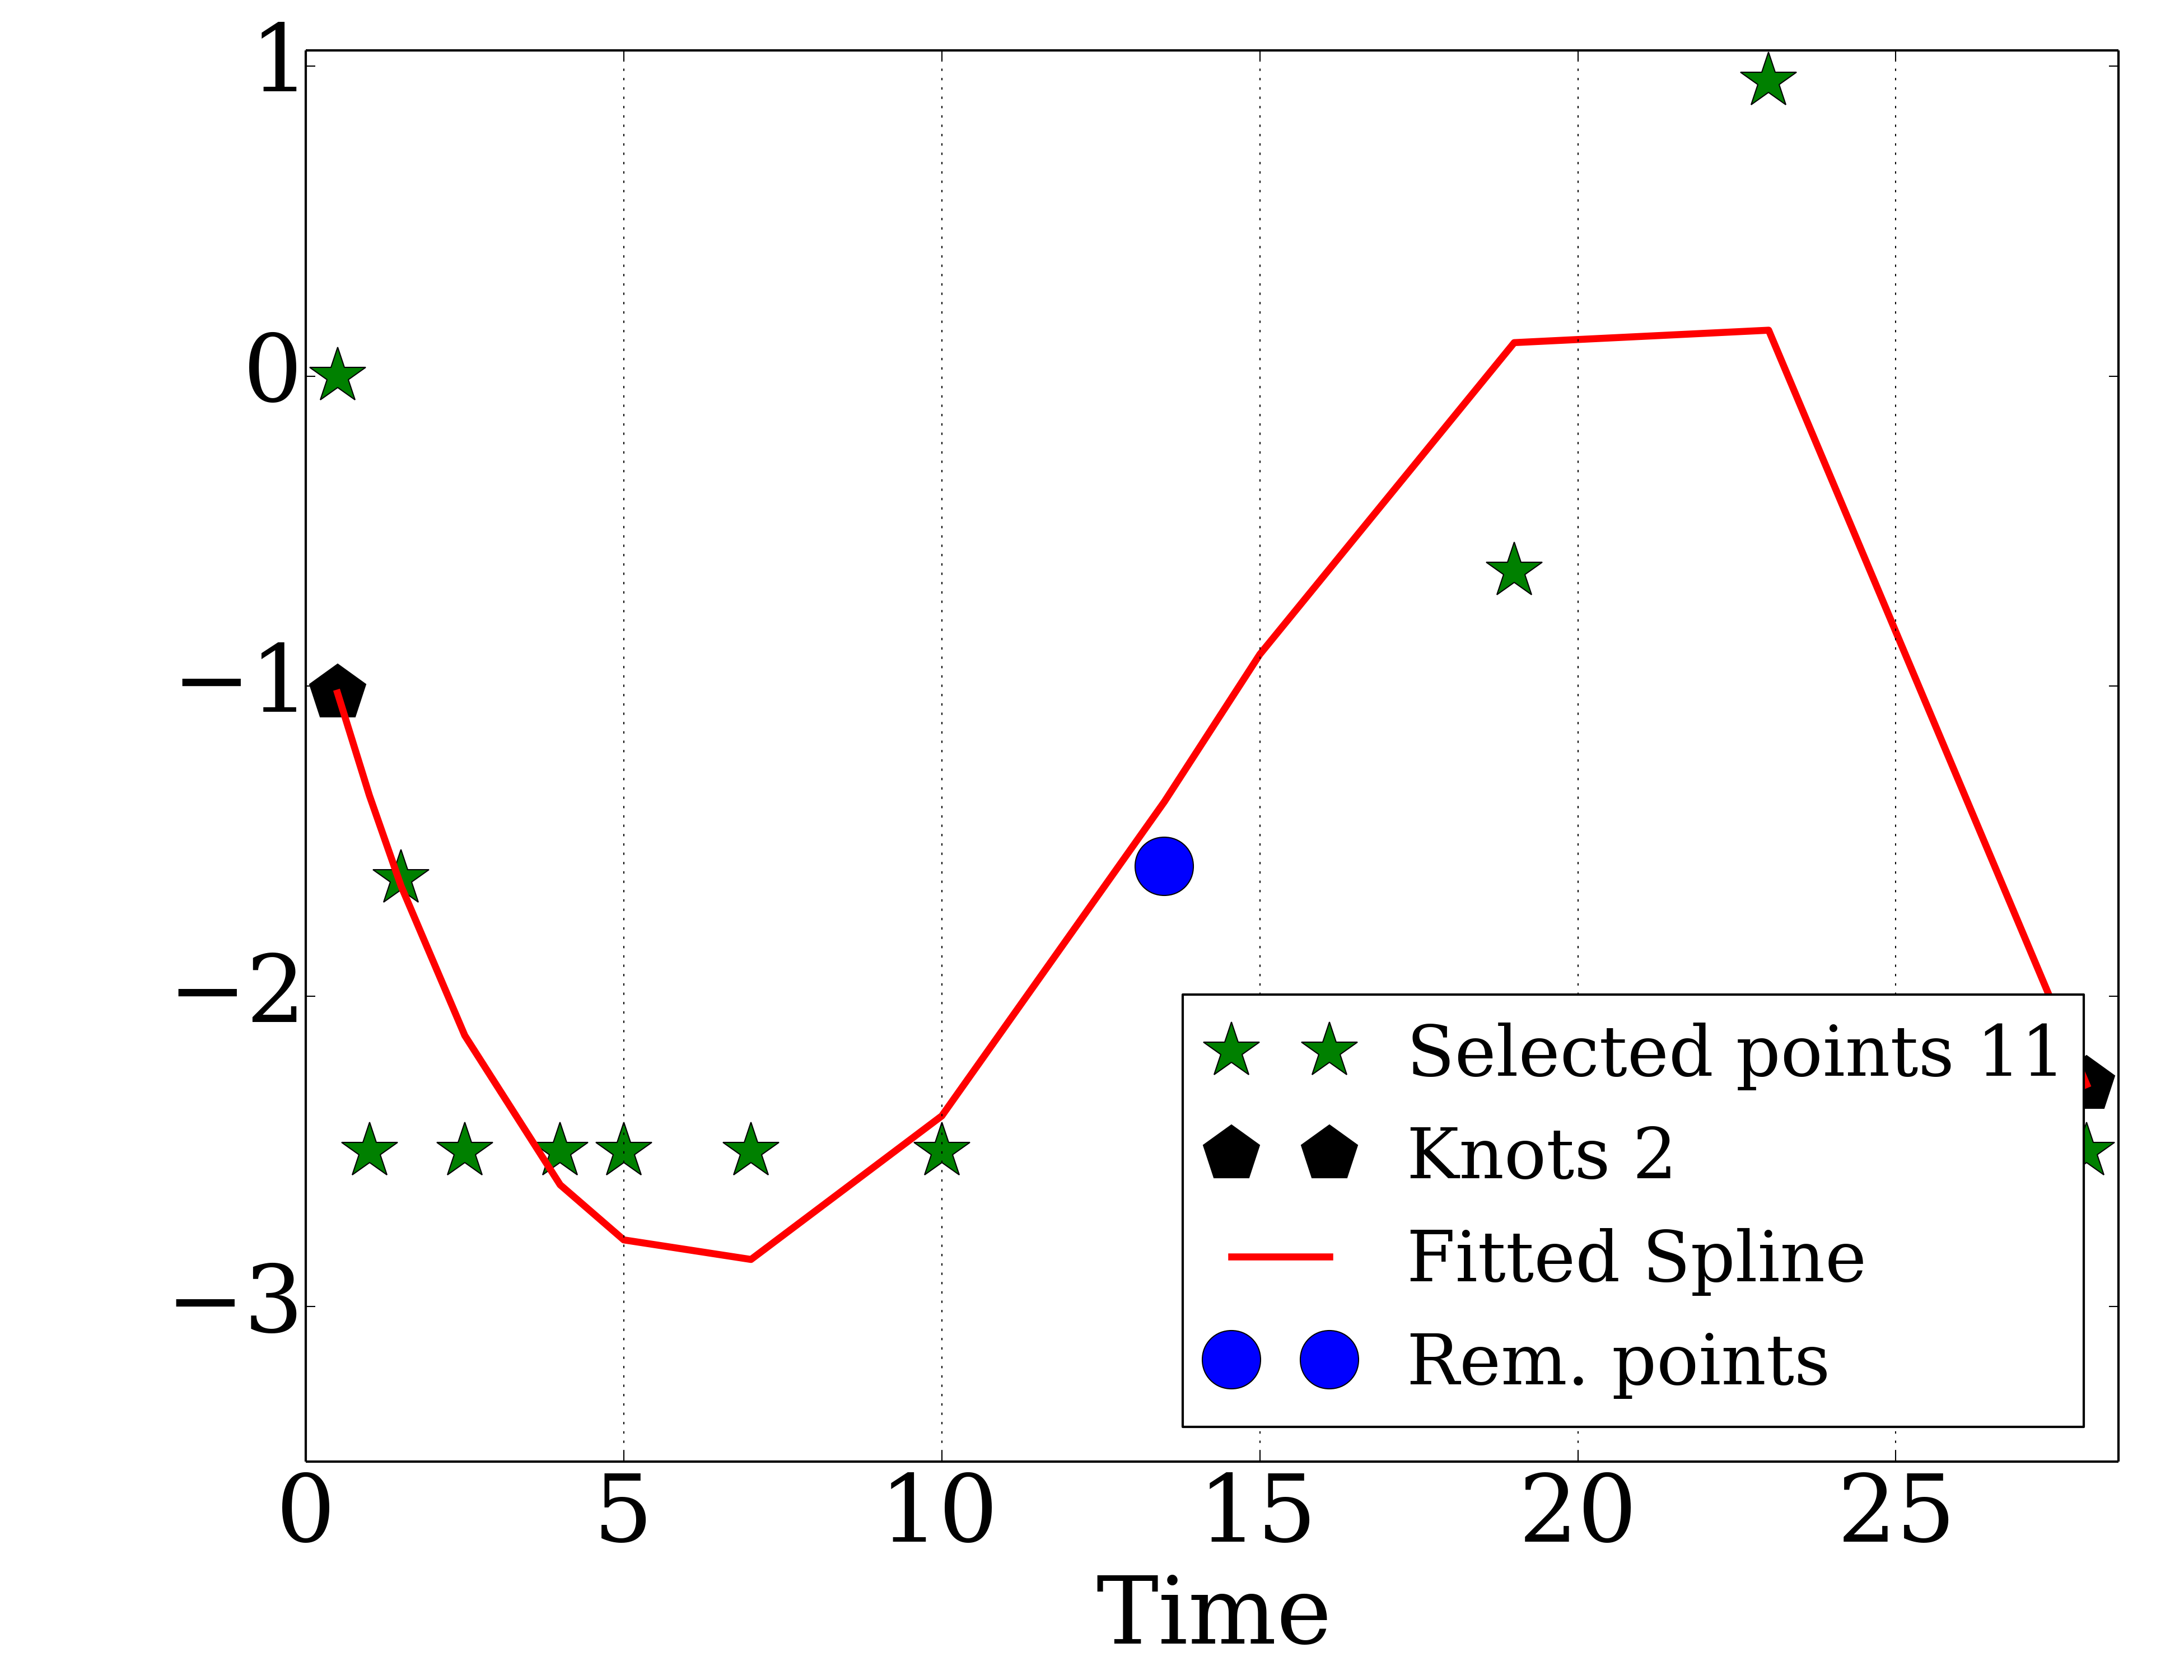 1
0
−1
−2
−3
0 5 10 15 20 25
Time
Selected points 11
Knots 2
Fitted Spline
Rem. points